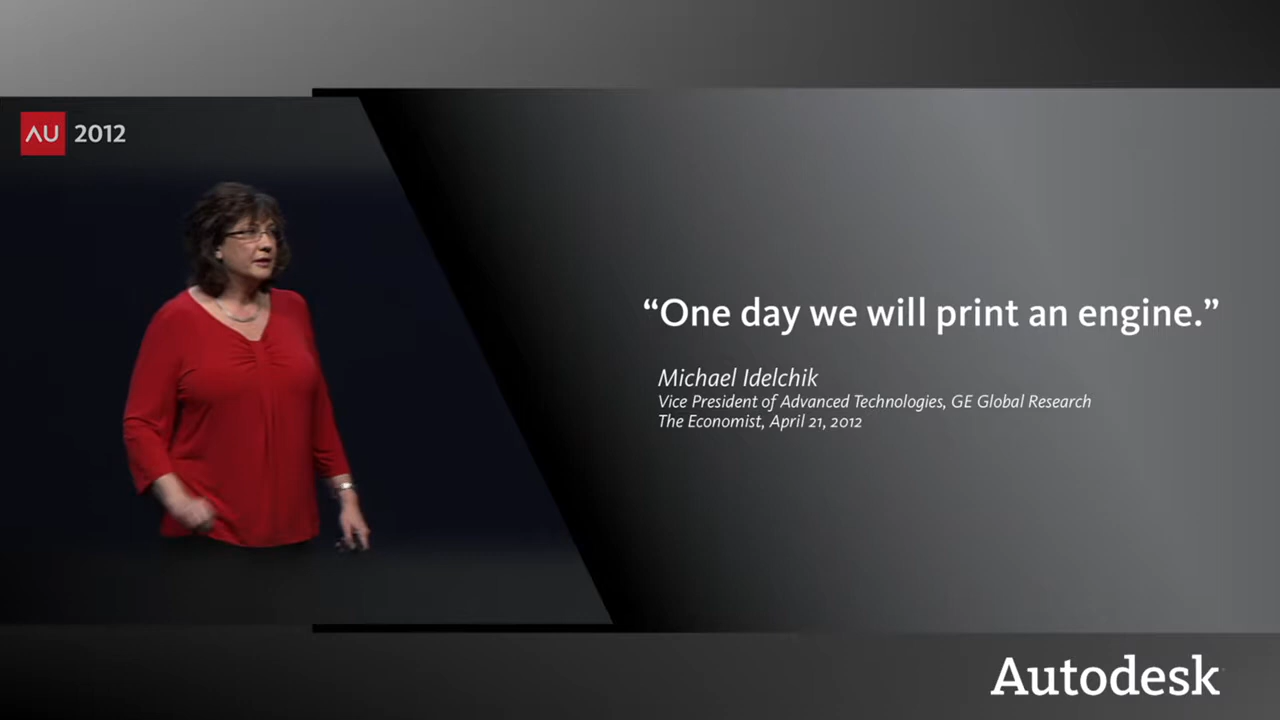 AU 2012
“One day we will print an engine.”
Michael Idelchik
Vice President of Advanced Technologies, GE Global Research
The Economist, April 21, 2012
Autodesk